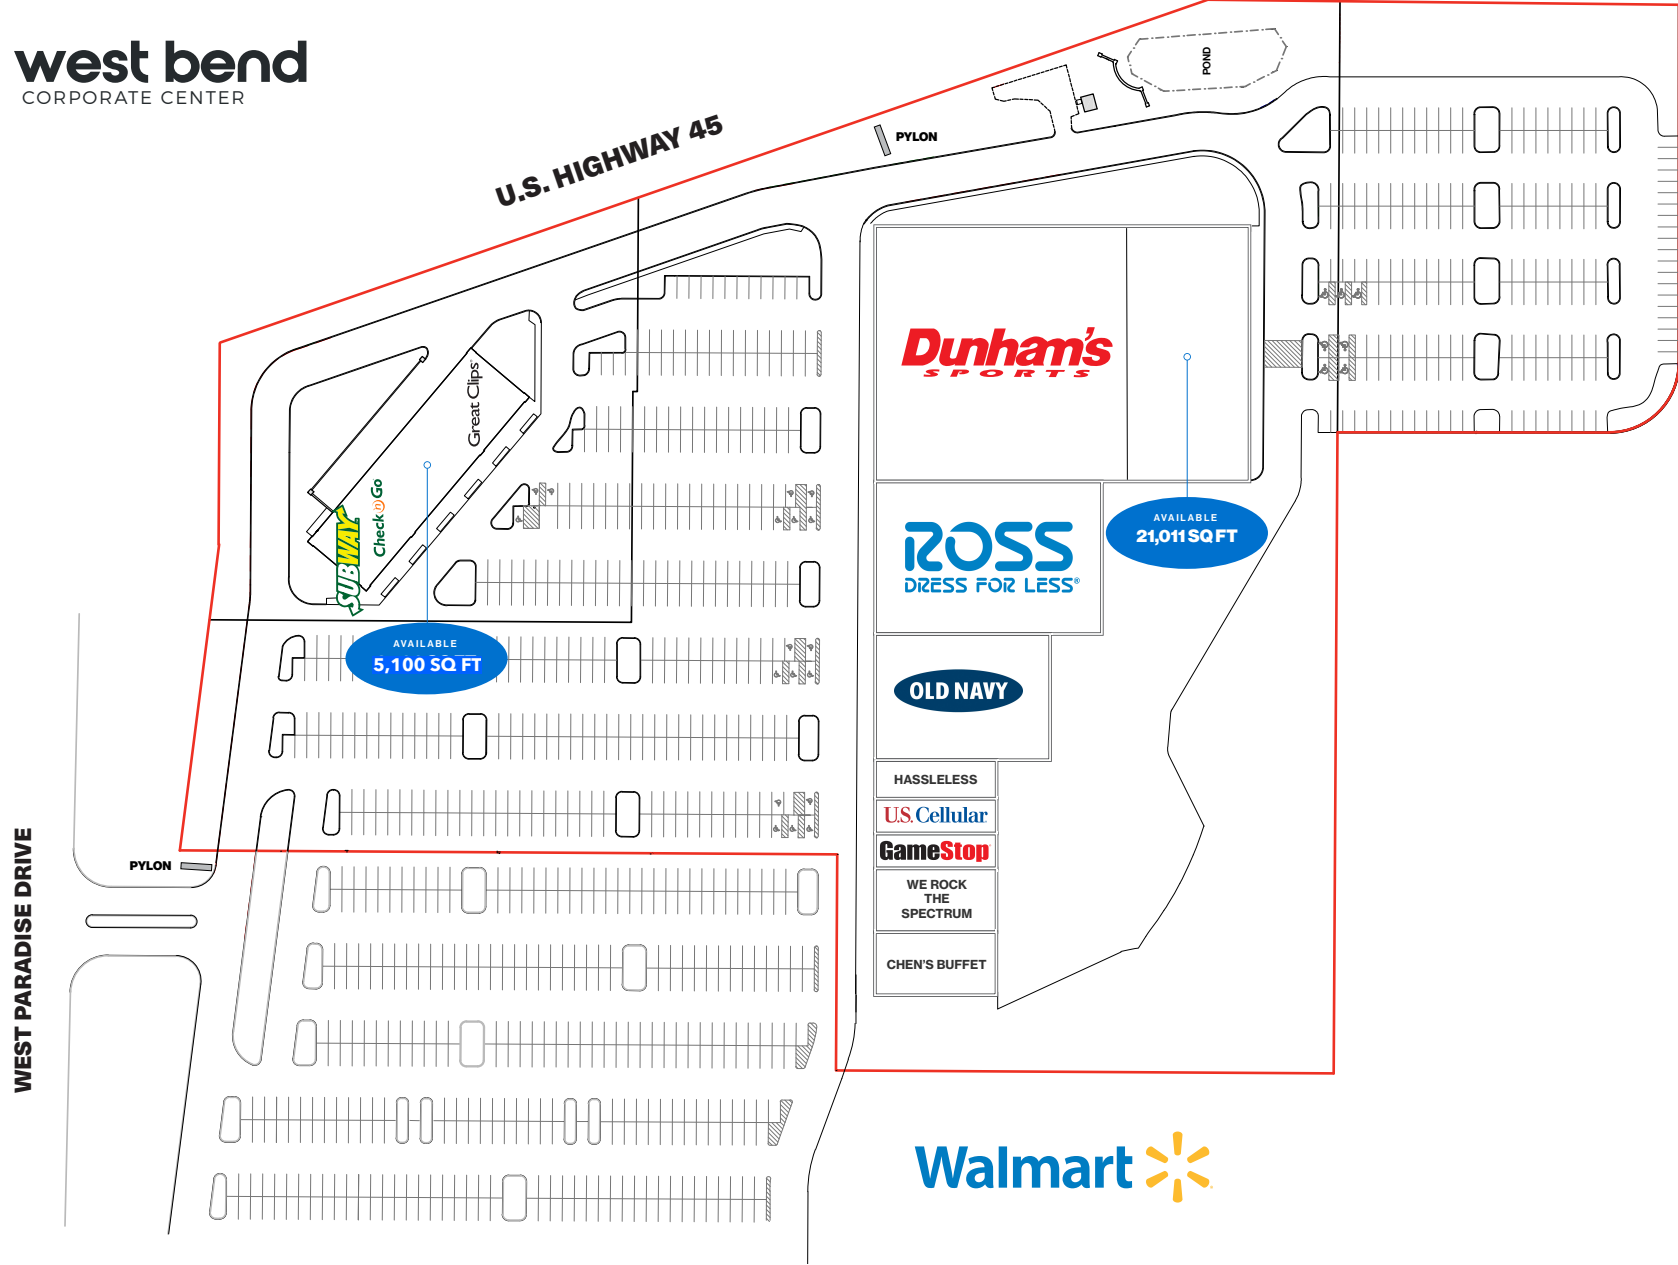 west bend
CORPORATE CENTER
U.S. HIGHWAY 45
PYLON
POND
Dunham's
SPORTS
Great Clips
Check n Go
SUBWAY
AVAILABLE
5,100 SQ FT
AVAILABLE
21,011 SQ FT
ROSS
DRESS FOR LESS®
OLD NAVY
HASSLELESS
U.S. Cellular
GameStop
WE ROCK
THE
SPECTRUM
CHEN'S BUFFET
PYLON
WEST PARADISE DRIVE
Walmart